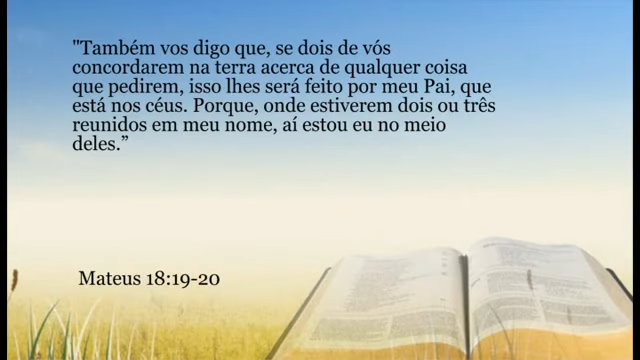 "Também vos digo que, se dois de vós
concordarem na terra acerca de qualquer coisa
que pedirem, isso lhes será feito por meu Pai, que
está nos céus. Porque, onde estiverem dois ou três
reunidos em meu nome, aí estou eu no meio
deles.”
Mateus 18:19-20